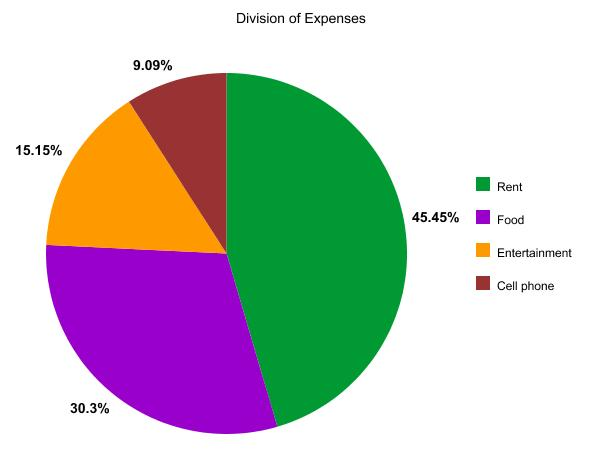 Division of Expenses
9.09%
15.15%
45.45%
30.3%
Rent
Food
Entertainment
Cell phone